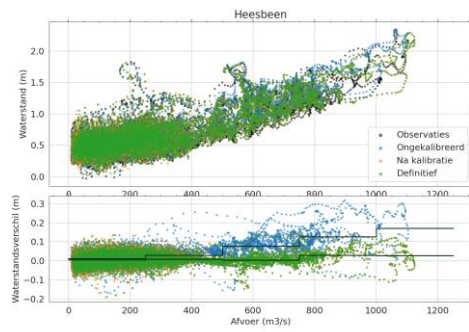 Heesbeen
Waterstand (m)
2.0
1.5
1.0
0.5
0.0
Observaties
Ongekalibreerd
Na kalibratie
Definitief
0 200 400 600 800 1000 1200
Waterstandsverschil (m)
0.3
0.2
0.1
0.0
−0.1
−0.2
0 200 400 600 800 1000 1200
Afvoer (m3/s)